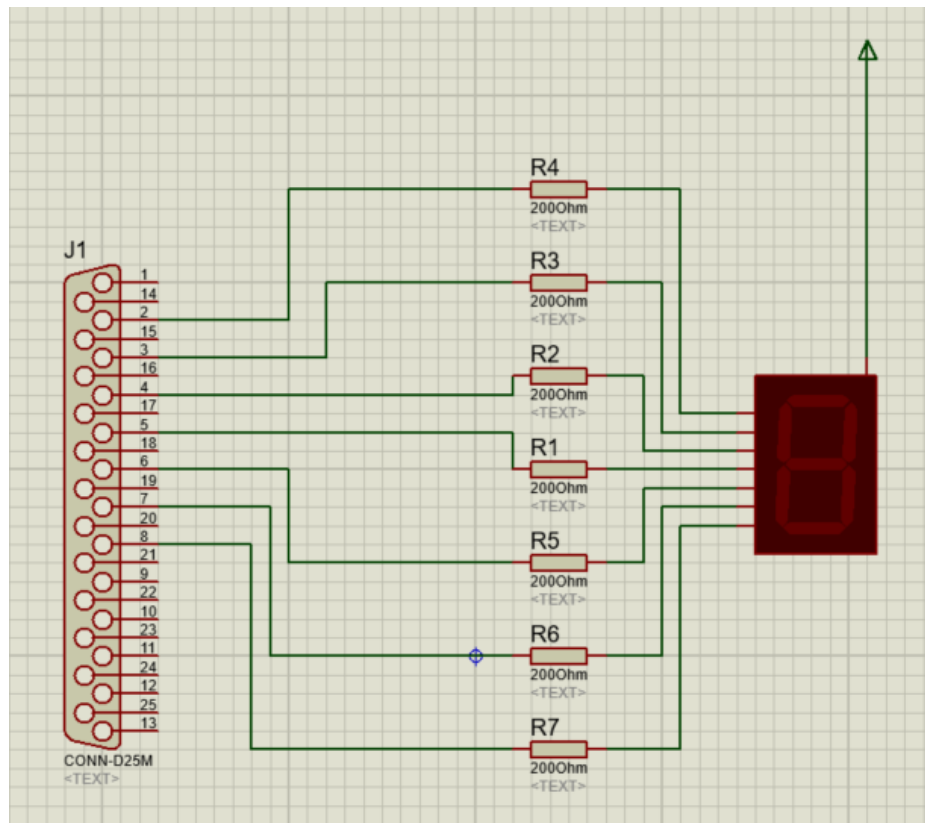 R4
200Ohm
<TEXT>
R3
200Ohm
<TEXT>
R2
200Ohm
<TEXT>
R1
200Ohm
<TEXT>
R5
200Ohm
<TEXT>
R6
200Ohm
<TEXT>
R7
200Ohm
<TEXT>
J1
1
14
2
15
3
16
4
17
5
18
6
19
7
20
8
21
9
22
10
23
11
24
12
25
13
CONN-D25M
<TEXT>